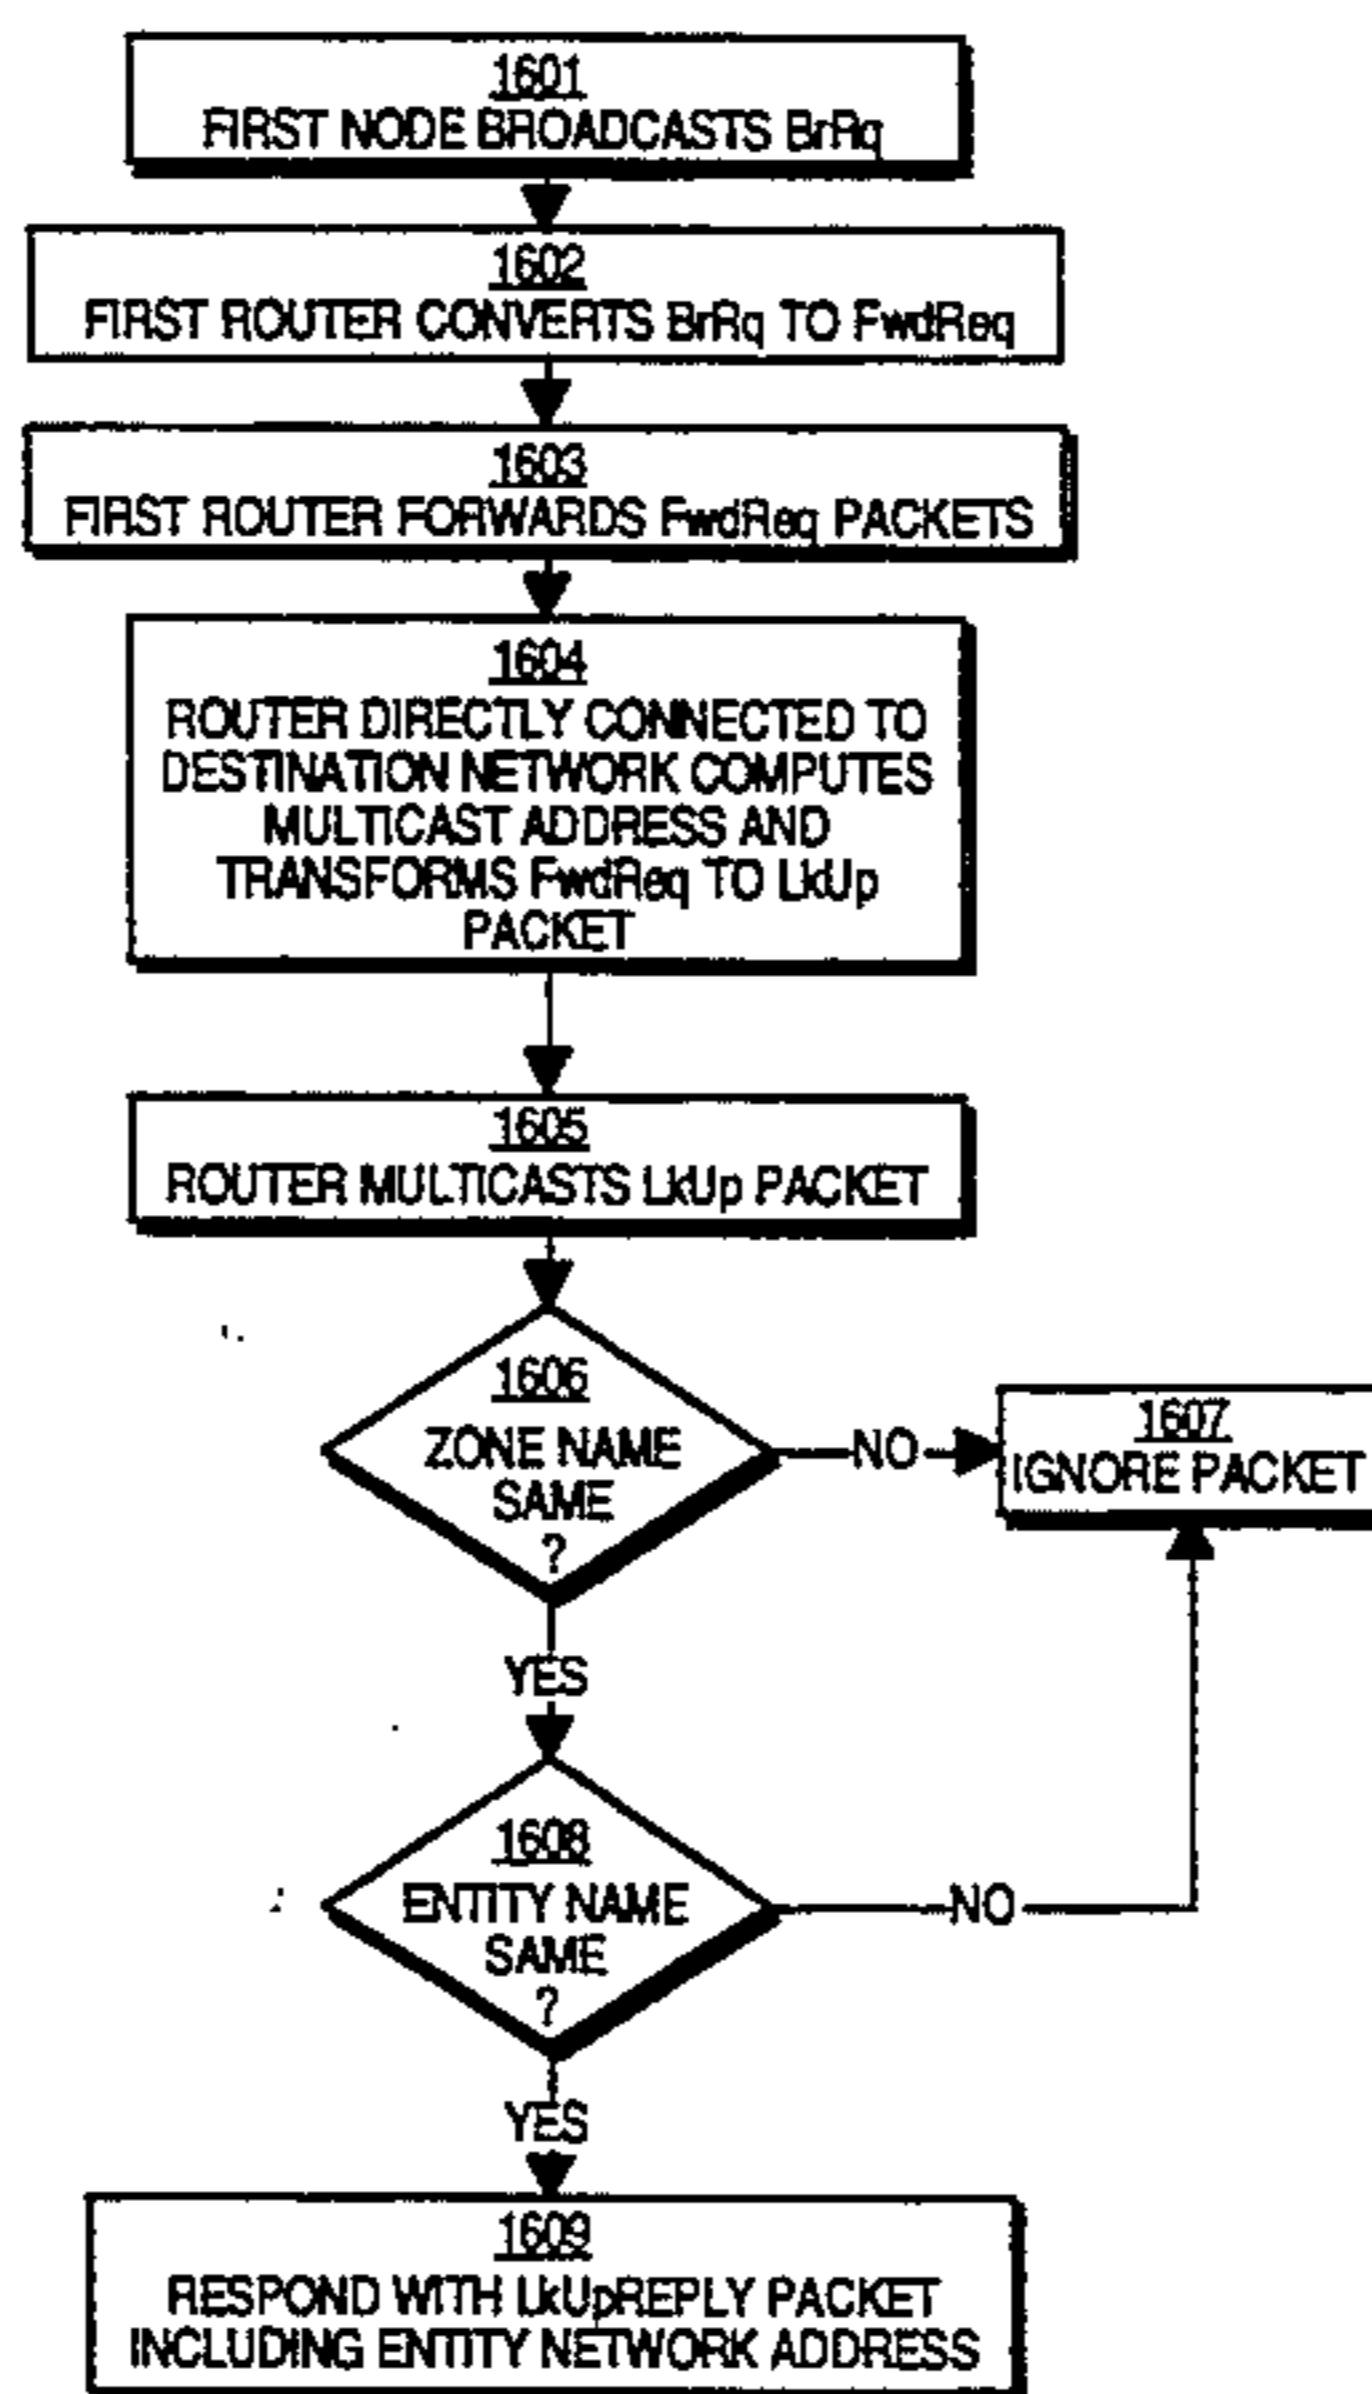 1601
FIRST NODE BROADCASTS BrRq
1602
FIRST ROUTER CONVERTS BrRq TO FwdReq
1603
FIRST ROUTER FORWARDS FwdReq PACKETS
1604
ROUTER DIRECTLY CONNECTED TO
DESTINATION NETWORK COMPUTES
MULTICAST ADDRESS AND
TRANSFORMS FwdReq TO LkUp
PACKET
1605
ROUTER MULTICASTS LkUp PACKET
1606
ZONE NAME
SAME
?
NO
1607
IGNORE PACKET
YES
1608
ENTITY NAME
SAME
?
NO
YES
1609
RESPOND WITH LkUpREPLY PACKET
INCLUDING ENTITY NETWORK ADDRESS